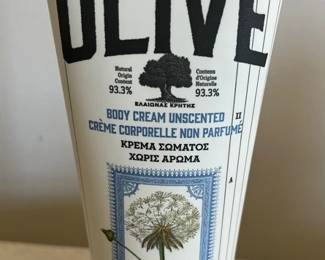 OLIVE
Natural Contenu
Origin d'Origine
Content Naturelle
93.3% 93.3%
ΕΛΑΙΩΝΑΣ ΚΡΗΤΗΣ
BODY CREAM UNSCENTED
CRÈME CORPORELLE NON PARFUMÉ
ΚΡΕΜΑ ΣΩΜΑΤΟΣ
ΧΩΡΙΣ ΑΡΩΜΑ
II
A